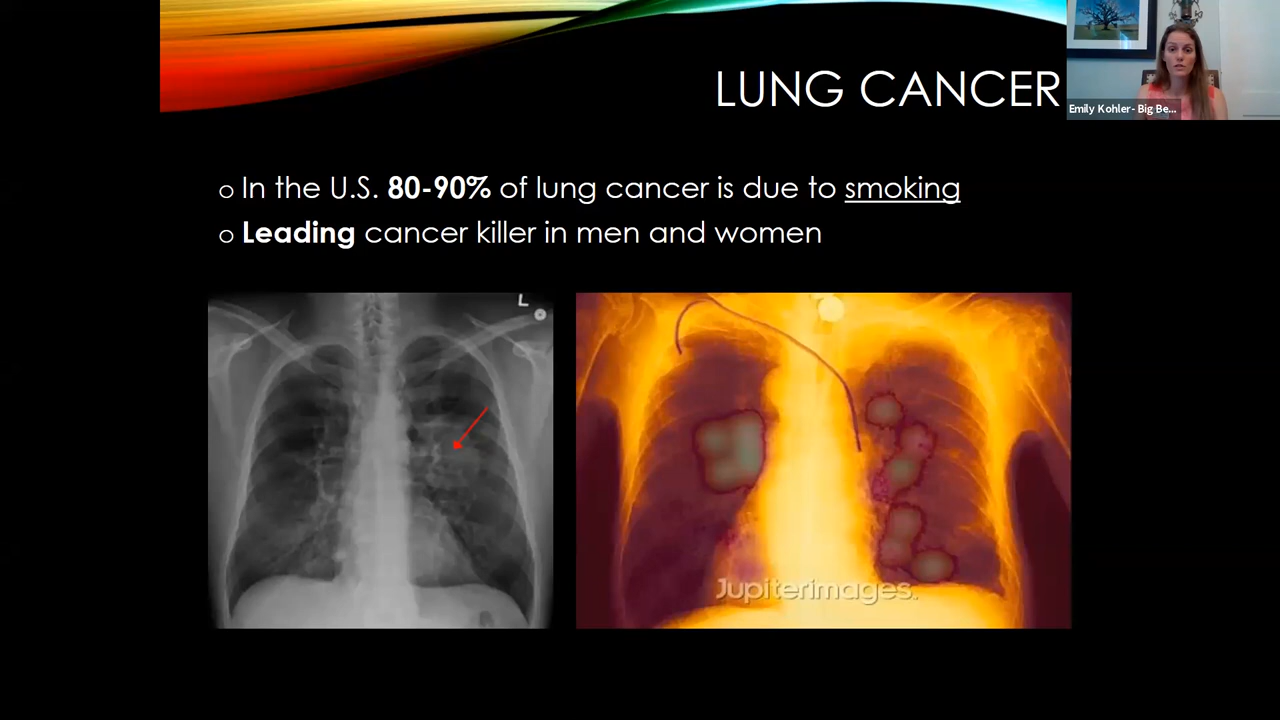 LUNG CANCER
Emily Kohler- Big Be...
o In the U.S. 80-90% of lung cancer is due to smoking
o Leading cancer killer in men and women
L
Jupiterimages.